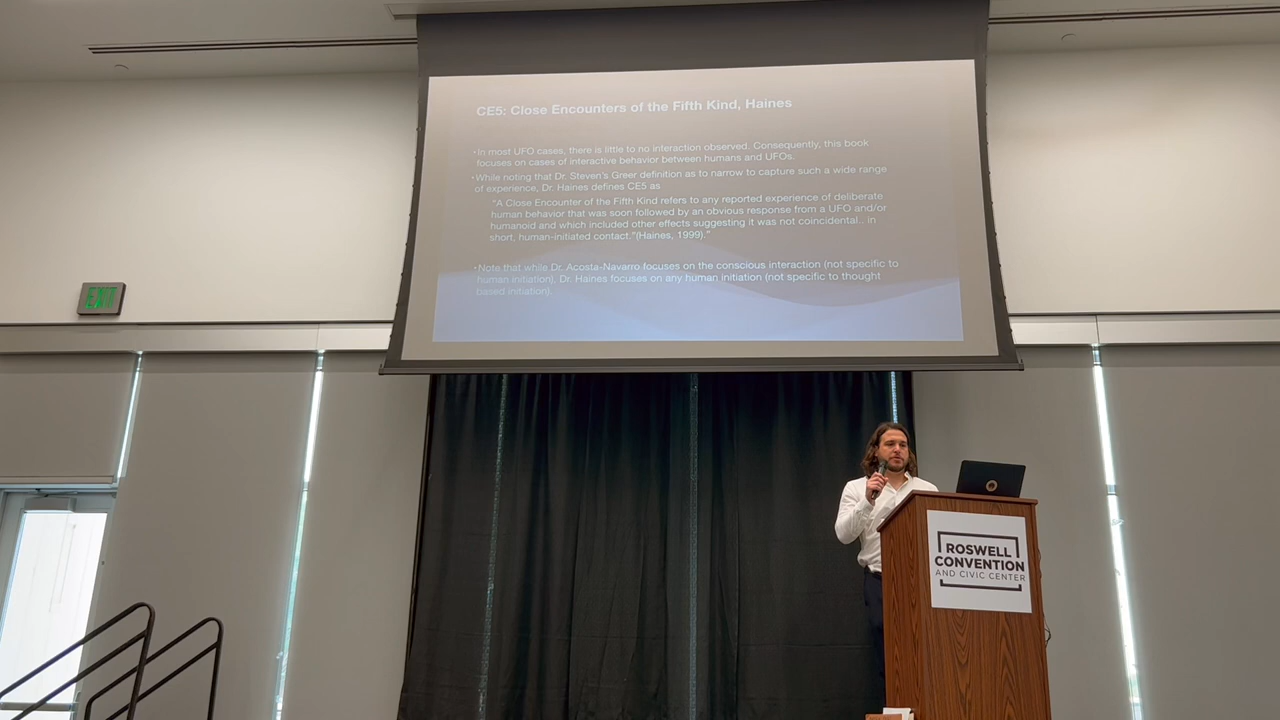 CE5: Close Encounters of the Fifth Kind, Haines
•In most UFO cases, there is little to no interaction observed. Consequently, this book
focuses on cases of interactive behavior between humans and UFOs.
•While noting that Dr. Steven's Greer definition as to narrow to capture such a wide range
of experience, Dr. Haines defines CE5 as
"A Close Encounter of the Fifth Kind refers to any reported experience of deliberate
human behavior that was soon followed by an obvious response from a UFO and/or
humanoid and which included other effects suggesting it was not coincidental.. in
short, human-initiated contact."(Haines, 1999)."
•Note that while Dr. Acosta-Navarro focuses on the conscious interaction (not specific to
human initiation), Dr. Haines focuses on any human initiation (not specific to thought
based initiation).
EXIT
ROSWELL
CONVENTION
AND CIVIC CENTER